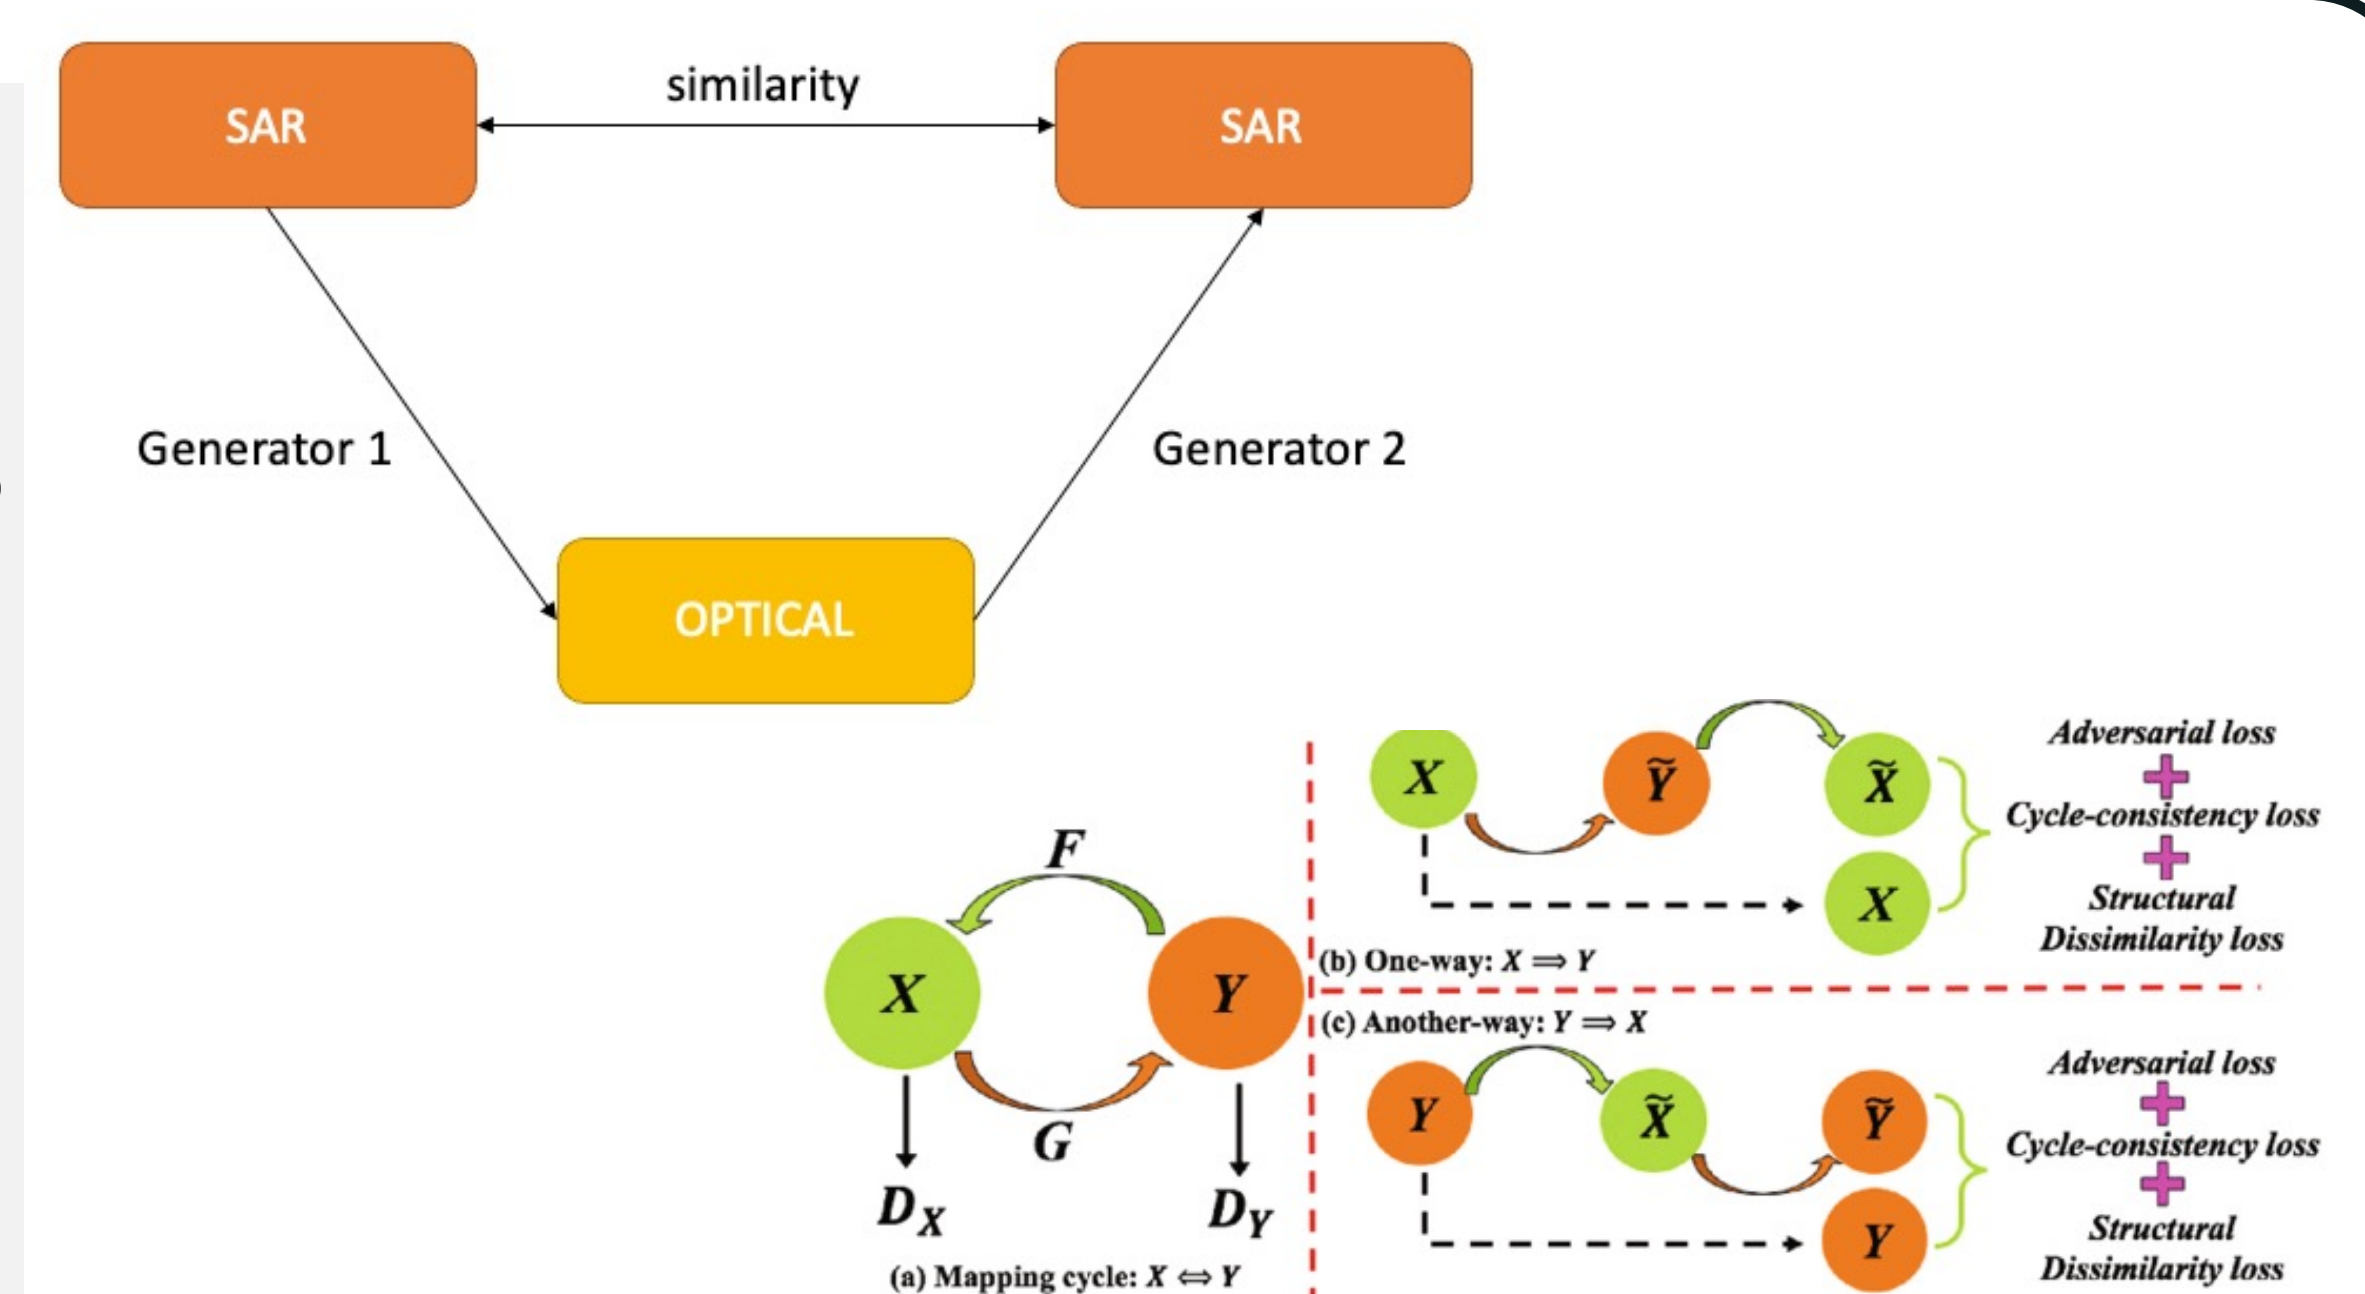 SAR
similarity
SAR
Generator 1
Generator 2
OPTICAL
F
X
Y
G
D_X
D_Y
(a) Mapping cycle: X ⇔ Y
X
Ỹ
X̃
X
Adversarial loss
+
Cycle-consistency loss
+
Structural
Dissimilarity loss
(b) One-way: X ⟹ Y
(c) Another-way: Y ⟹ X
Y
X̃
Ỹ
Y
Adversarial loss
+
Cycle-consistency loss
+
Structural
Dissimilarity loss